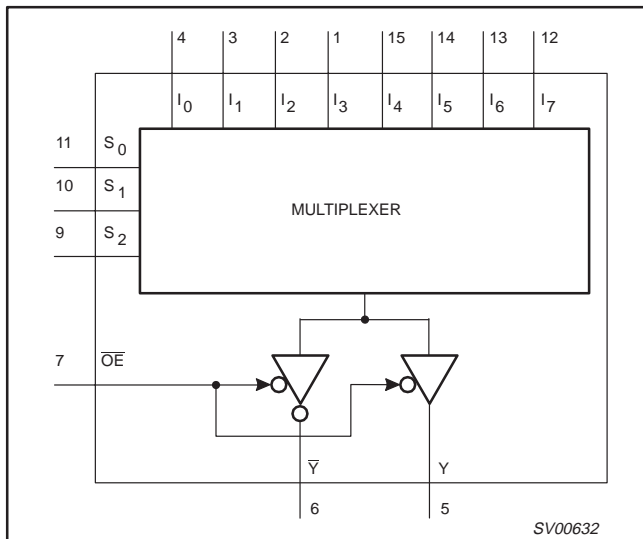 4 3 2 1 15 14 13 12
I0 I1 I2 I3 I4 I5 I6 I7
11 S0
10 S1
MULTIPLEXER
9 S2
7 O̅E̅
Y̅ Y
6 5
SV00632